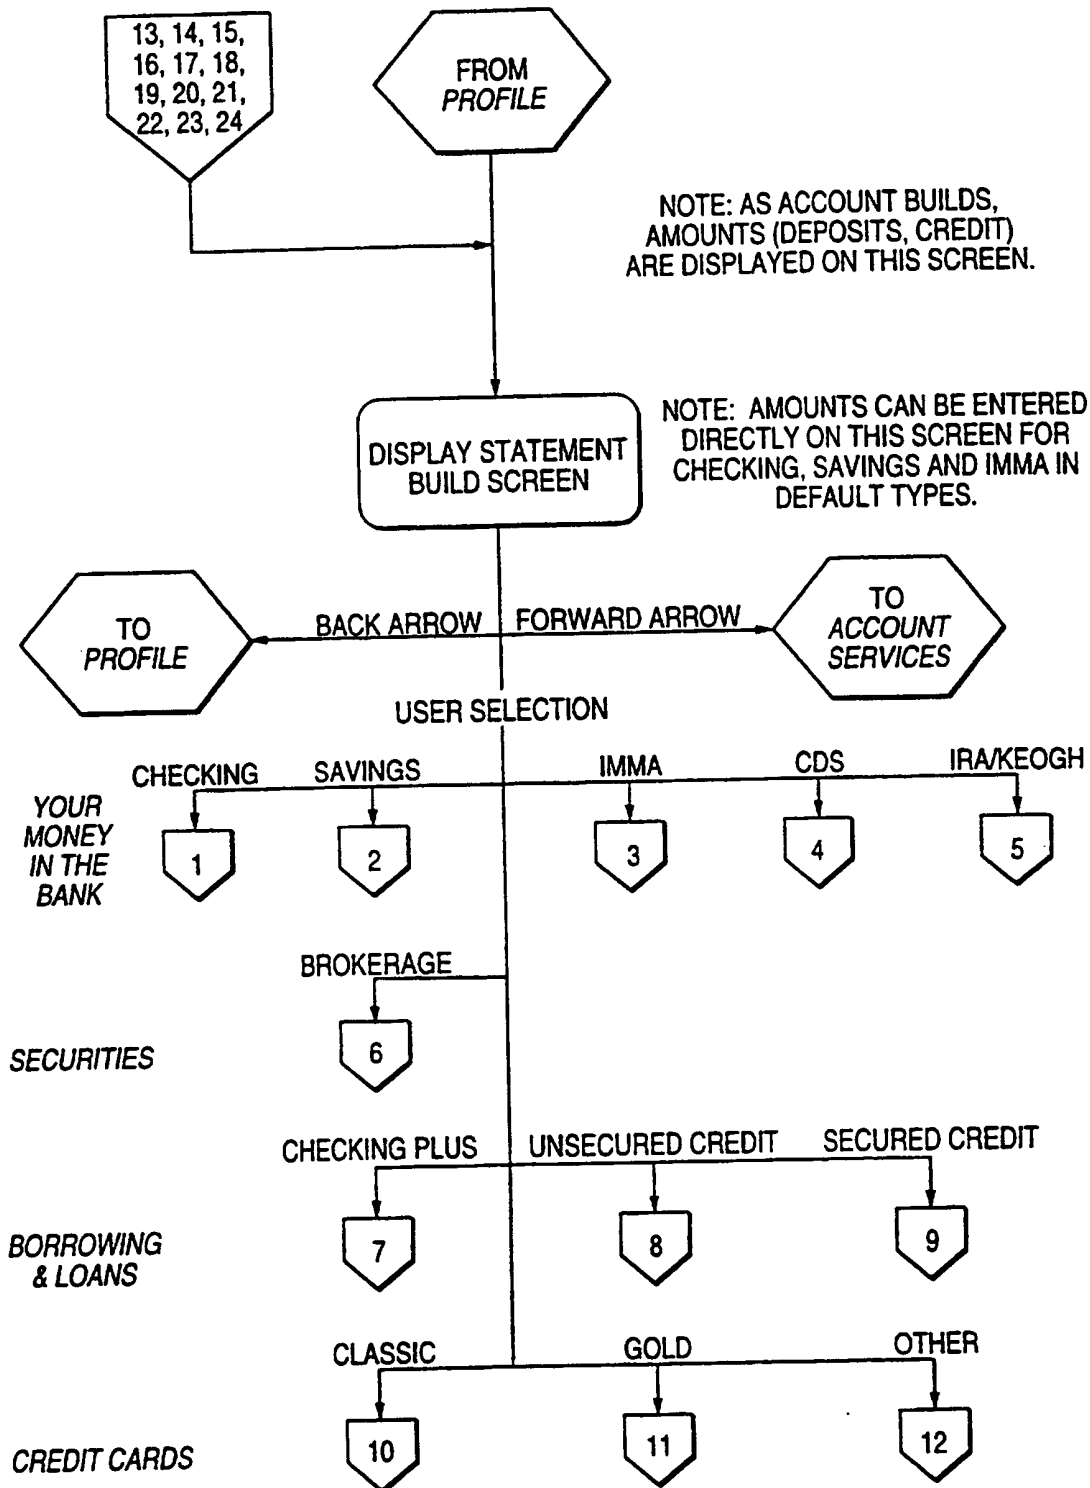 13, 14, 15,
16, 17, 18,
19, 20, 21,
22, 23, 24
FROM
PROFILE
NOTE: AS ACCOUNT BUILDS,
AMOUNTS (DEPOSITS, CREDIT)
ARE DISPLAYED ON THIS SCREEN.
DISPLAY STATEMENT
BUILD SCREEN
NOTE: AMOUNTS CAN BE ENTERED
DIRECTLY ON THIS SCREEN FOR
CHECKING, SAVINGS AND IMMA IN
DEFAULT TYPES.
TO
PROFILE
BACK ARROW
FORWARD ARROW
TO
ACCOUNT
SERVICES
USER SELECTION
YOUR
MONEY
IN THE
BANK
CHECKING
SAVINGS
IMMA
CDS
IRA/KEOGH
1
2
3
4
5
BROKERAGE
SECURITIES
6
CHECKING PLUS
UNSECURED CREDIT
SECURED CREDIT
BORROWING
& LOANS
7
8
9
CLASSIC
GOLD
OTHER
CREDIT CARDS
10
11
12